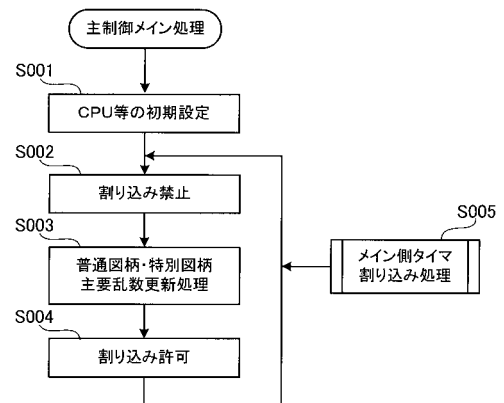 主制御メイン処理
S001
CPU等の初期設定
S002
割り込み禁止
S003
普通図柄・特別図柄
主要乱数更新処理
S004
割り込み許可
S005
メイン側タイマ
割り込み処理